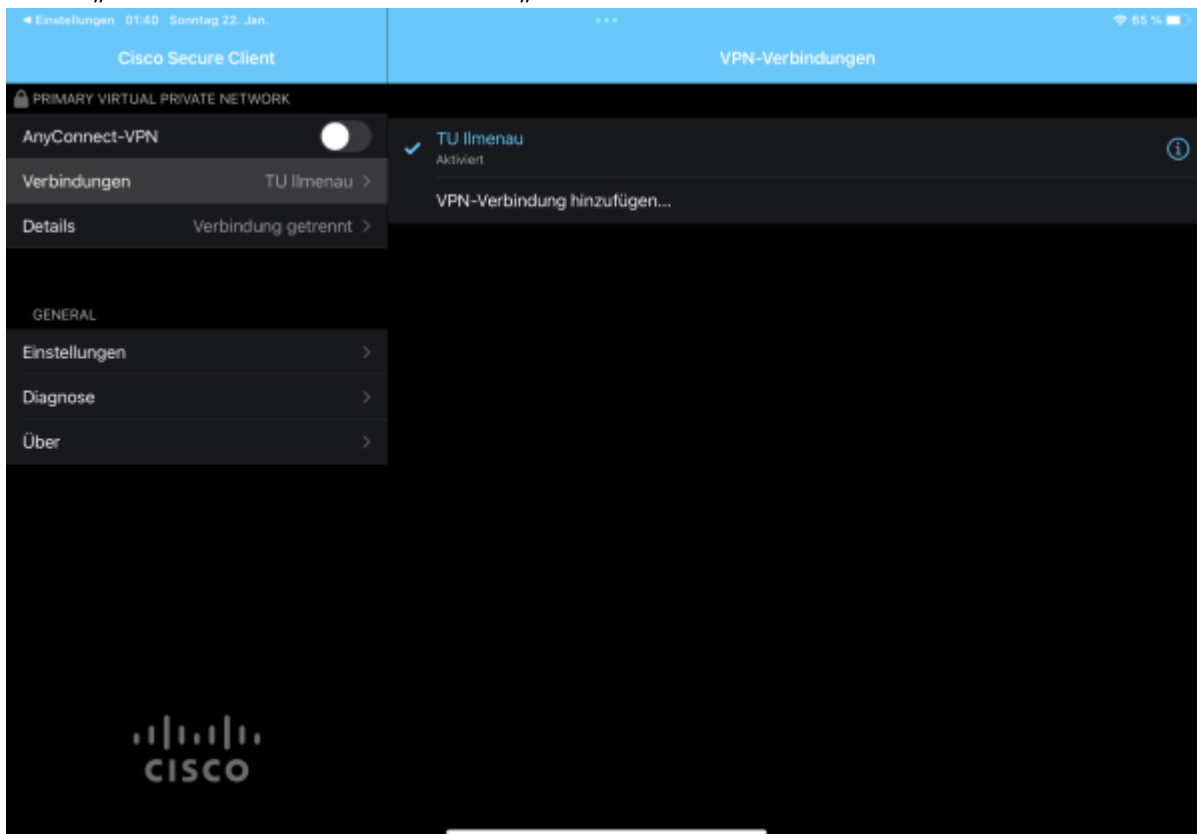 Einstellungen 01:40 Sonntag 22. Jan.
65 %
Cisco Secure Client
VPN-Verbindungen
PRIMARY VIRTUAL PRIVATE NETWORK
AnyConnect-VPN
Verbindungen TU Ilmenau
Details Verbindung getrennt
TU Ilmenau
Aktiviert
VPN-Verbindung hinzufügen...
GENERAL
Einstellungen
Diagnose
Über
CISCO